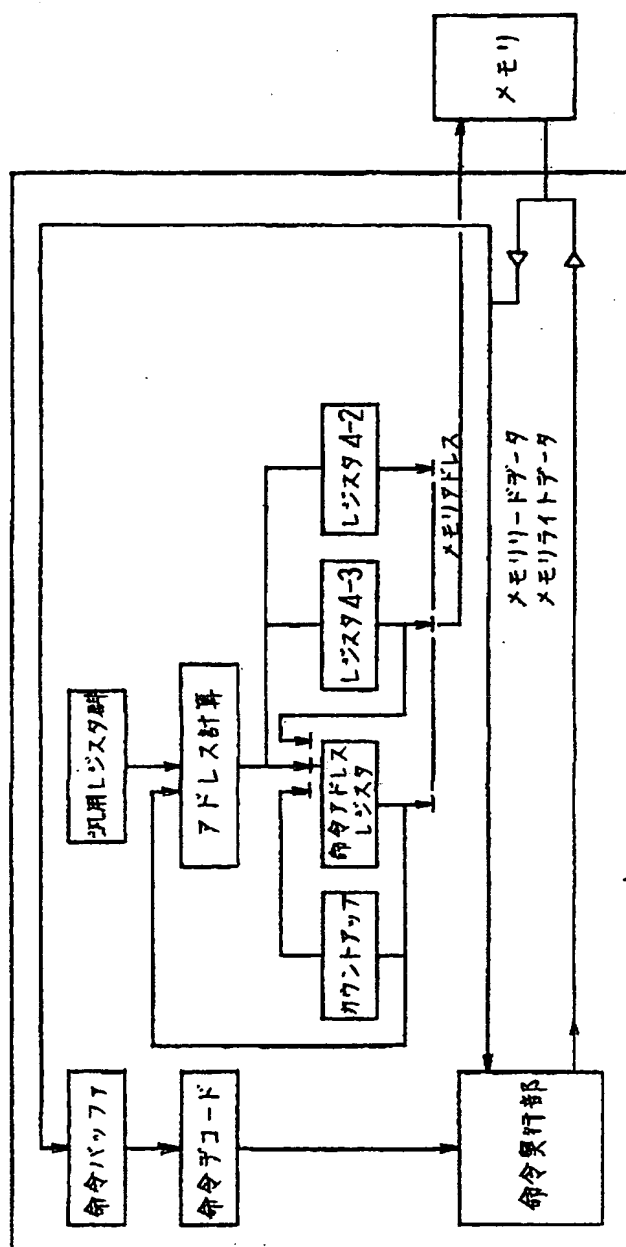 命令バッファ
命令デコード
命令実行部
汎用レジスタ群
アドレス計算
カウントアップ
命令アドレス
レジスタ
レジスタ4-3
レジスタ4-2
メモリアドレス
メモリリードデータ
メモリライトデータ
メモリ